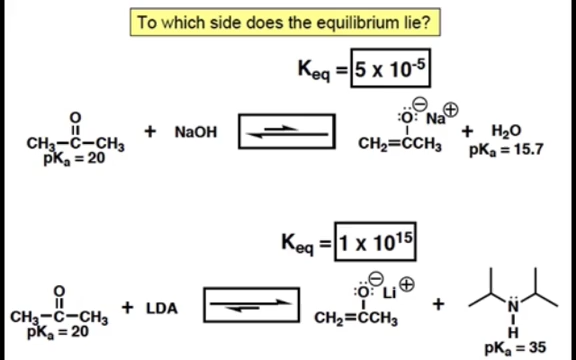 To which side does the equilibrium lie?
Keq = 5 x 10-5
O
CH3–C–CH3
pKa = 20
+ NaOH
:Ö:⊖ Na⊕
CH2=CCH3
+ H2O
pKa = 15.7
Keq = 1 x 1015
O
CH3–C–CH3
pKa = 20
+ LDA
:Ö:⊖ Li⊕
CH2=CCH3
+
N̈
H
pKa = 35